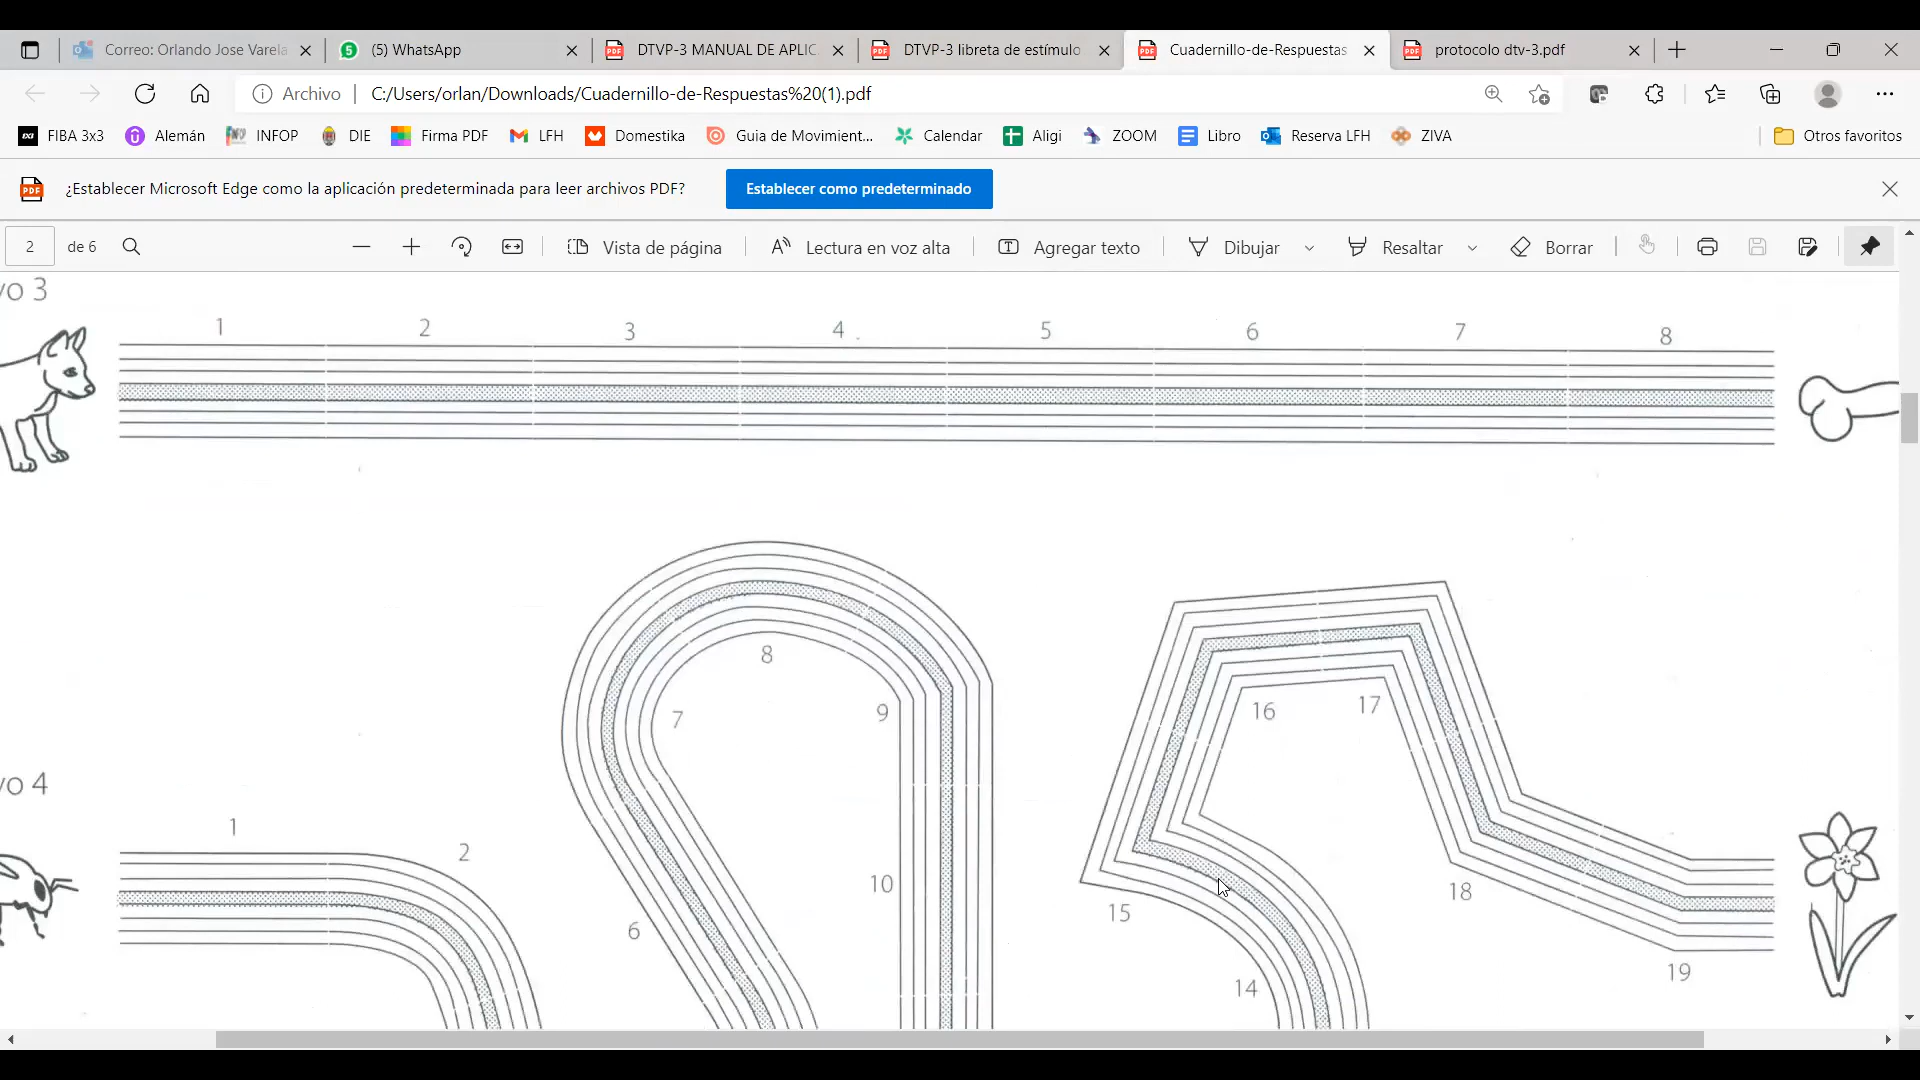 Correo: Orlando Jose Varela
(5) WhatsApp
DTVP-3 MANUAL DE APLIC
DTVP-3 libreta de estímulo
Cuadernillo-de-Respuestas
protocolo dtv-3.pdf
Archivo
C:/Users/orlan/Downloads/Cuadernillo-de-Respuestas%20(1).pdf
FIBA 3x3
Alemán
INFOP
DIE
Firma PDF
LFH
Domestika
Guia de Movimient...
Calendar
Aligi
ZOOM
Libro
Reserva LFH
ZIVA
Otros favoritos
¿Establecer Microsoft Edge como la aplicación predeterminada para leer archivos PDF?
Establecer como predeterminado
2 de 6
Vista de página
Lectura en voz alta
Agregar texto
Dibujar
Resaltar
Borrar
vo 3
1 2 3 4 5 6 7 8
8
7
9
16
17
vo 4
1
2
10
6
15
18
19
14